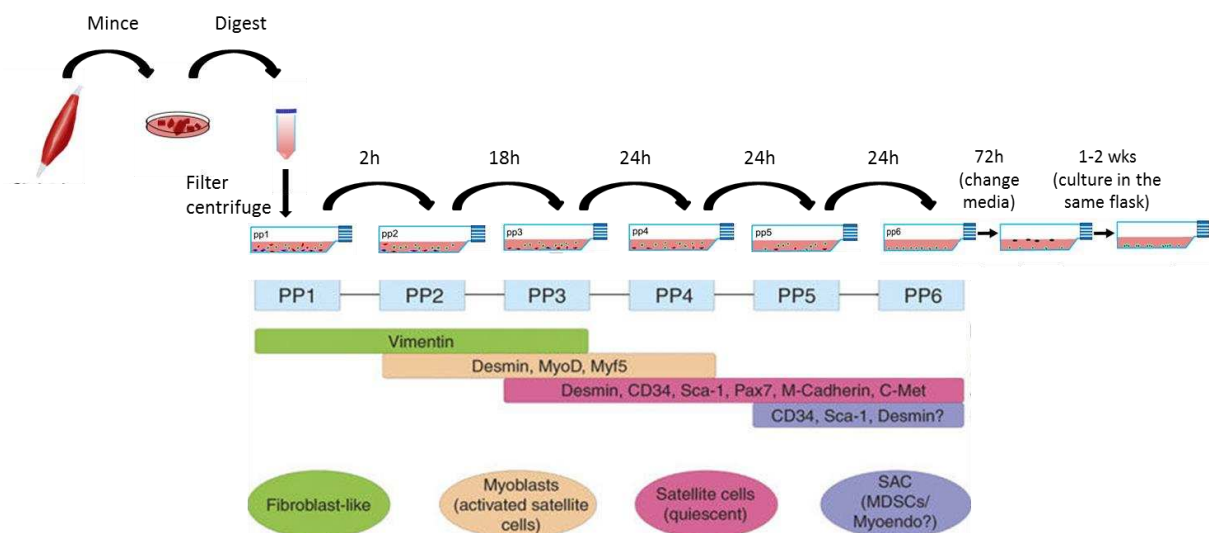 Mince
Digest
Filter
centrifuge
2h
18h
24h
24h
24h
72h
(change
media)
1-2 wks
(culture in the
same flask)
pp1
pp2
pp3
pp4
pp5
pp6
PP1
PP2
PP3
PP4
PP5
PP6
Vimentin
Desmin, MyoD, Myf5
Desmin, CD34, Sca-1, Pax7, M-Cadherin, C-Met
CD34, Sca-1, Desmin?
Fibroblast-like
Myoblasts
(activated satellite
cells)
Satellite cells
(quiescent)
SAC
(MDSCs/
Myoendo?)